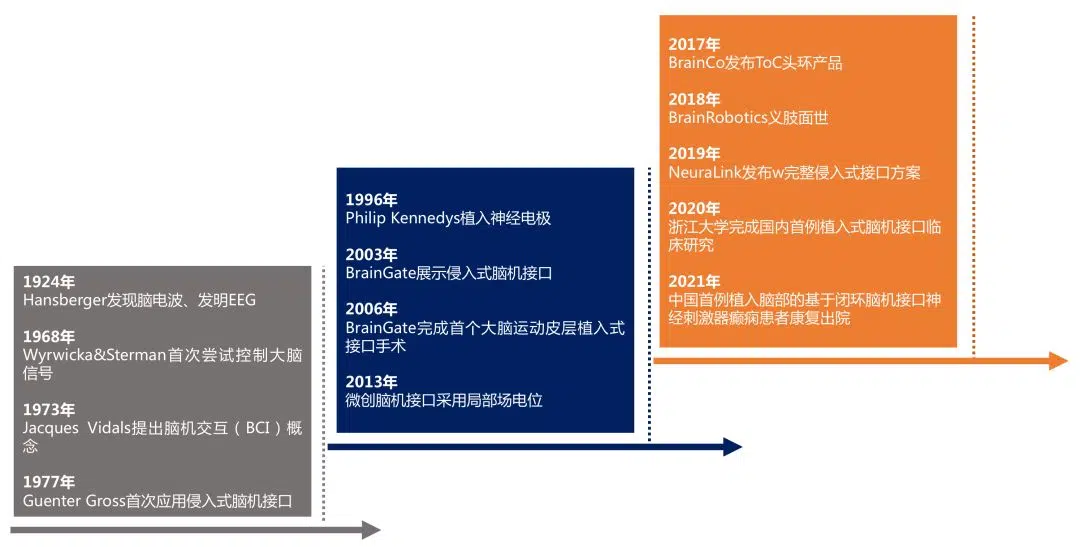 1924年
Hansberger发现脑电波、发明EEG
1968年
Wyrwicka&Sterman首次尝试控制大脑
信号
1973年
Jacques Vidals提出脑机交互（BCI）概
念
1977年
Guenter Gross首次应用侵入式脑机接口
1996年
Philip Kennedys植入神经电极
2003年
BrainGate展示侵入式脑机接口
2006年
BrainGate完成首个大脑运动皮层植入式
接口手术
2013年
微创脑机接口采用局部场电位
2017年
BrainCo发布ToC头环产品
2018年
BrainRobotics义肢面世
2019年
NeuraLink发布w完整侵入式接口方案
2020年
浙江大学完成国内首例植入式脑机接口临
床研究
2021年
中国首例植入脑部的基于闭环脑机接口神
经刺激器癫痫患者康复出院